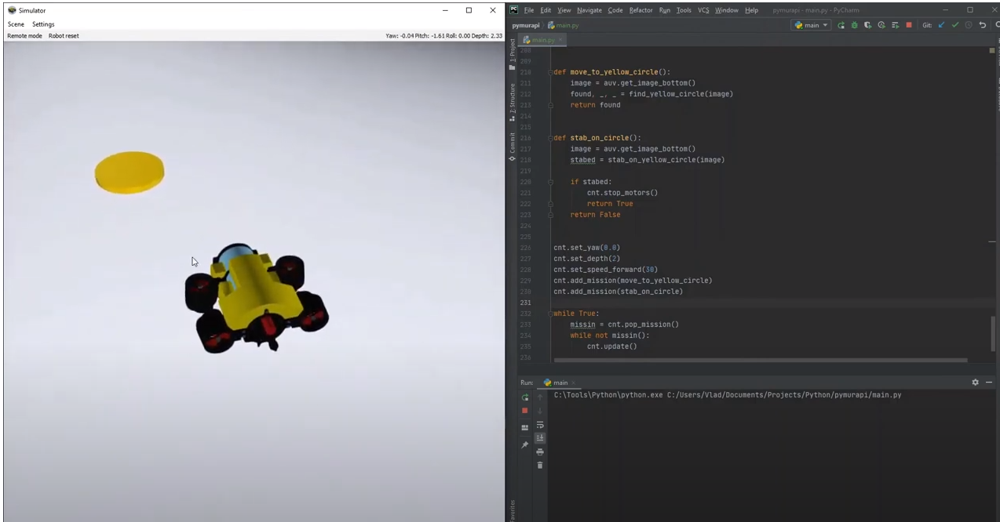 Simulator
Scene Settings
Remote mode Robot reset
Yaw: -0.04 Pitch: -1.61 Roll: 0.00 Depth: 2.33
File Edit View Navigate Code Refactor Run Tools VCS Window Help pymurapi - main.py - PyCharm
pymurapi main.py
main
Git:
main.py
1: Project
7: Structure
Commit
Favorites
208
209
210 def move_to_yellow_circle():
211 image = auv.get_image_bottom()
212 found, _, _ = find_yellow_circle(image)
213 return found
214
215
216 def stab_on_circle():
217 image = auv.get_image_bottom()
218 stabed = stab_on_yellow_circle(image)
219
220 if stabed:
221 cnt.stop_motors()
222 return True
223 return False
224
225
226 cnt.set_yaw(0.0)
227 cnt.set_depth(2)
228 cnt.set_speed_forward(30)
229 cnt.add_mission(move_to_yellow_circle)
230 cnt.add_mission(stab_on_circle)
231
232 while True:
233 missin = cnt.pop_mission()
234 while not missin():
235 cnt.update()
236
Run: main
C:\Tools\Python\python.exe C:/Users/Vlad/Documents/Projects/Python/pymurapi/main.py